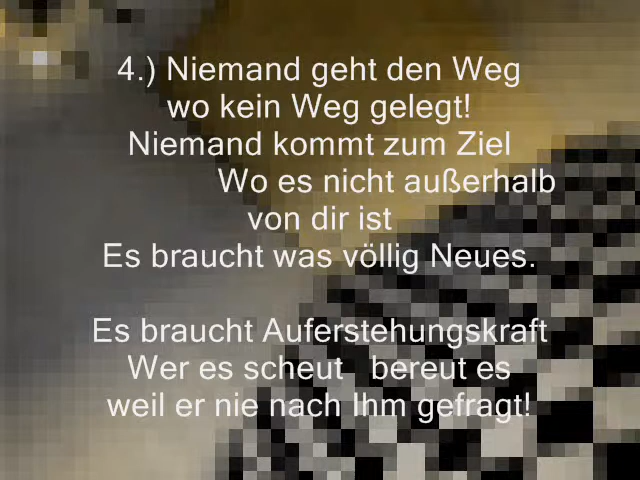 4.) Niemand geht den Weg
wo kein Weg gelegt!
Niemand kommt zum Ziel
Wo es nicht außerhalb
von dir ist
Es braucht was völlig Neues.
Es braucht Auferstehungskraft
Wer es scheut bereut es
weil er nie nach Ihm gefragt!